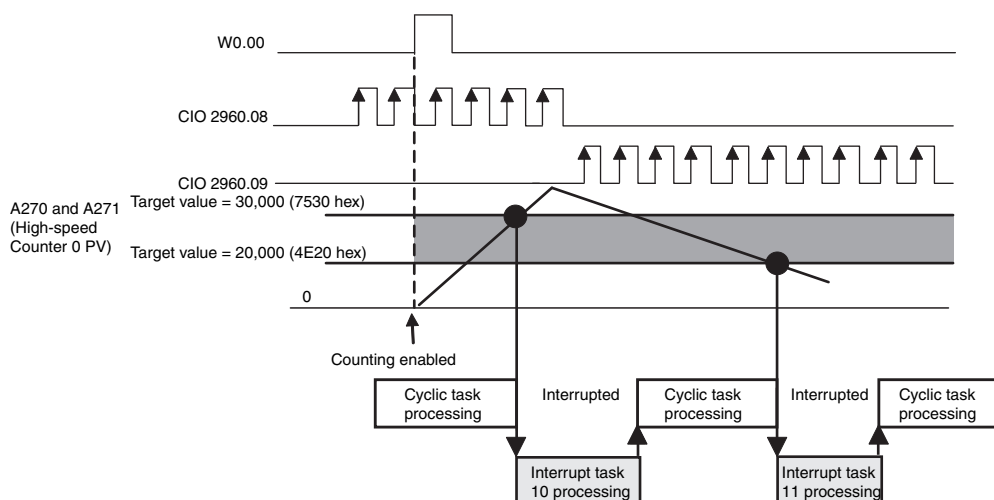 W0.00
CIO 2960.08
CIO 2960.09
A270 and A271
(High-speed
Counter 0 PV)
Target value = 30,000 (7530 hex)
Target value = 20,000 (4E20 hex)
0
Counting enabled
Cyclic task
processing
Interrupted
Cyclic task
processing
Interrupted
Cyclic task
processing
Interrupt task
10 processing
Interrupt task
11 processing